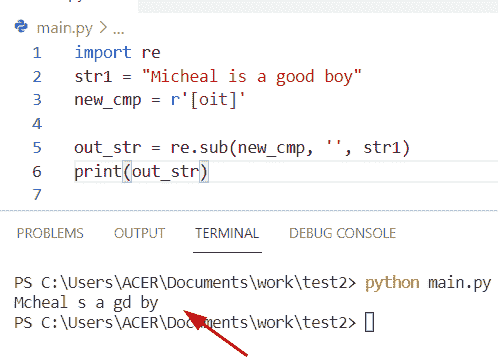 main.py > ...
1 import re
2 str1 = "Micheal is a good boy"
3 new_cmp = r'[oit]'
4
5 out_str = re.sub(new_cmp, '', str1)
6 print(out_str)
7
PROBLEMS OUTPUT TERMINAL DEBUG CONSOLE
PS C:\Users\ACER\Documents\work\test2> python main.py
Mcheal s a gd by
PS C:\Users\ACER\Documents\work\test2>